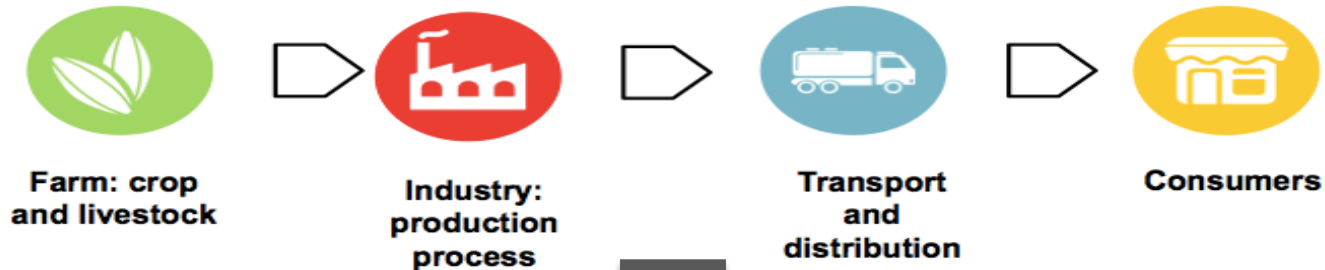 Farm: crop
and livestock
Industry:
production
process
Transport
and
distribution
Consumers